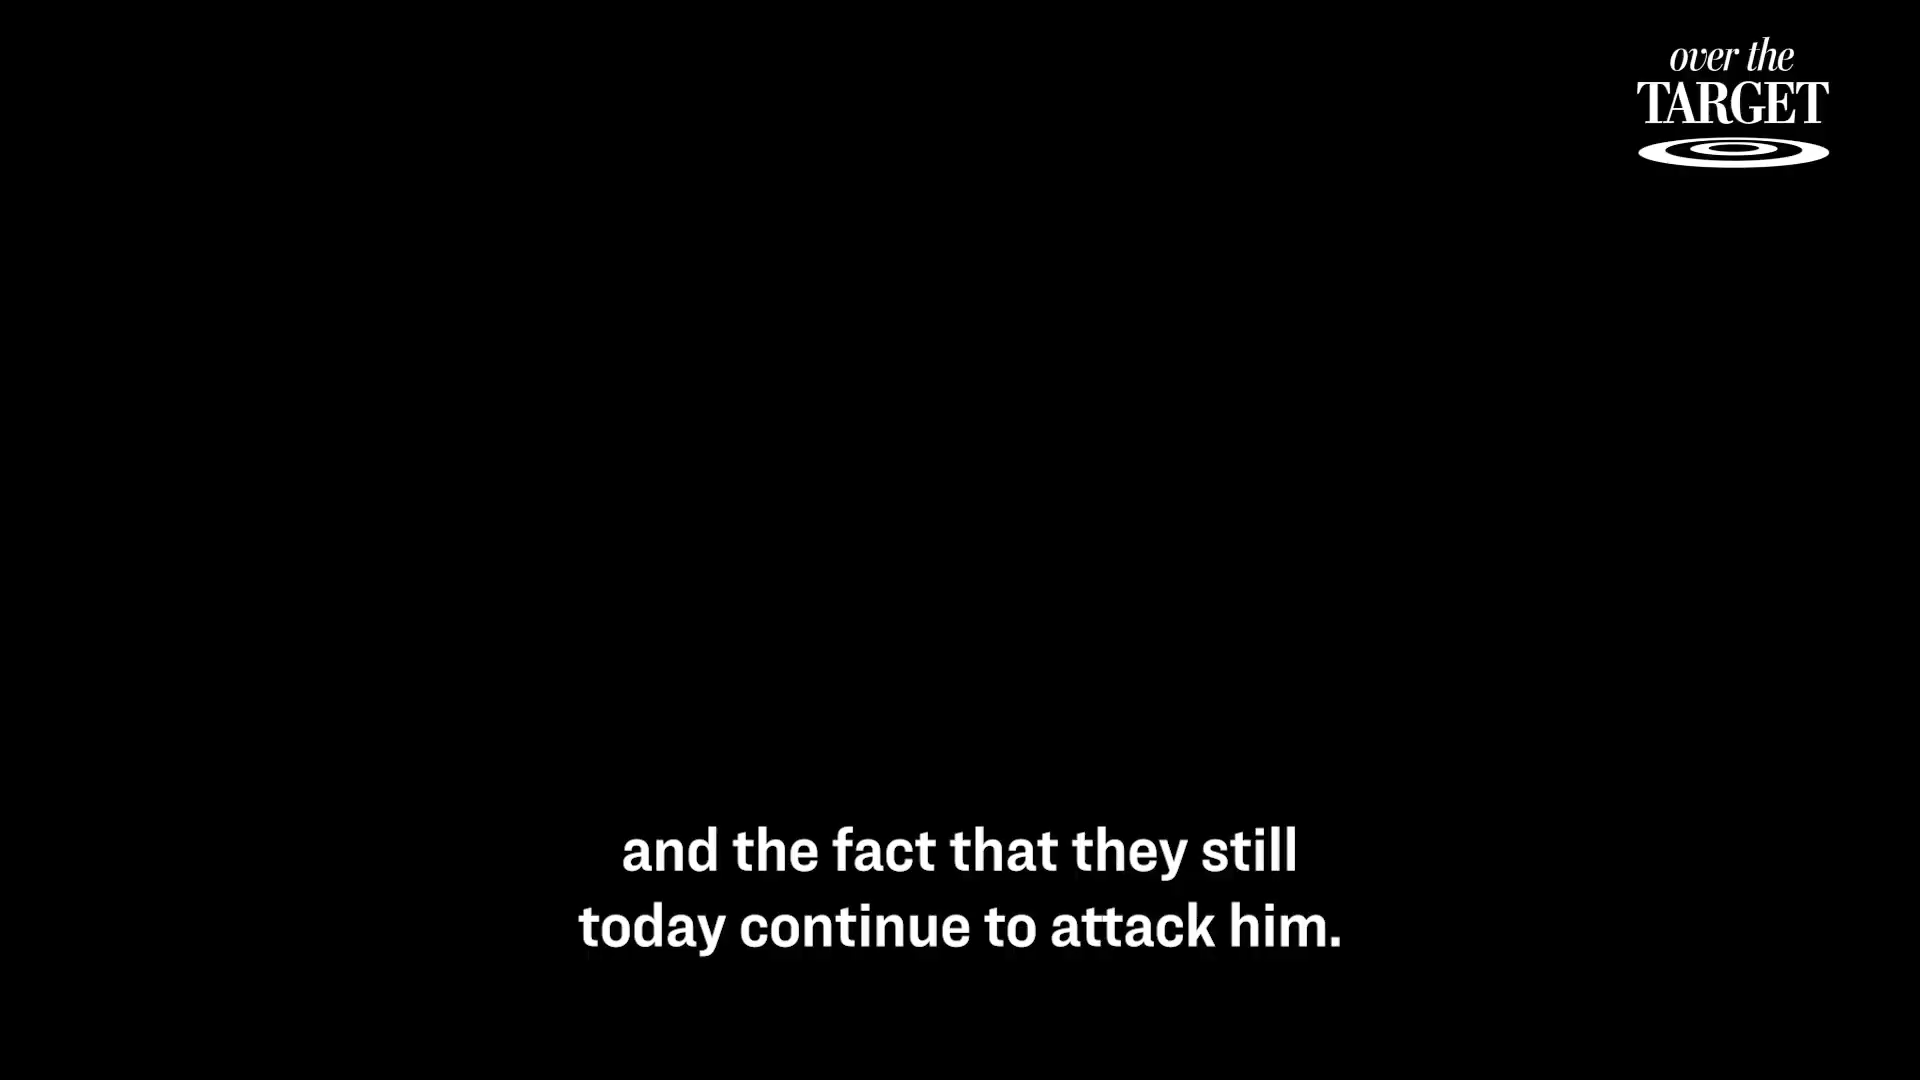 over the
TARGET
and the fact that they still
today continue to attack him.